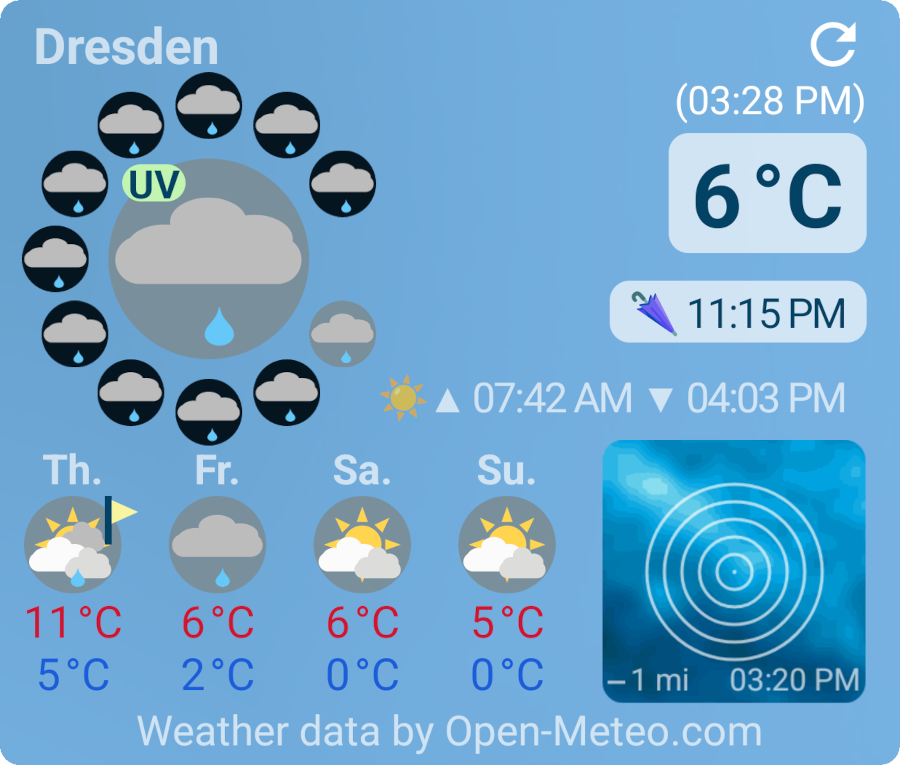 Dresden
(03:28 PM)
UV
6°C
11:15 PM
▲ 07:42 AM ▼ 04:03 PM
Th. Fr. Sa. Su.
11°C 6°C 6°C 5°C
5°C 2°C 0°C 0°C
1 mi 03:20 PM
Weather data by Open-Meteo.com